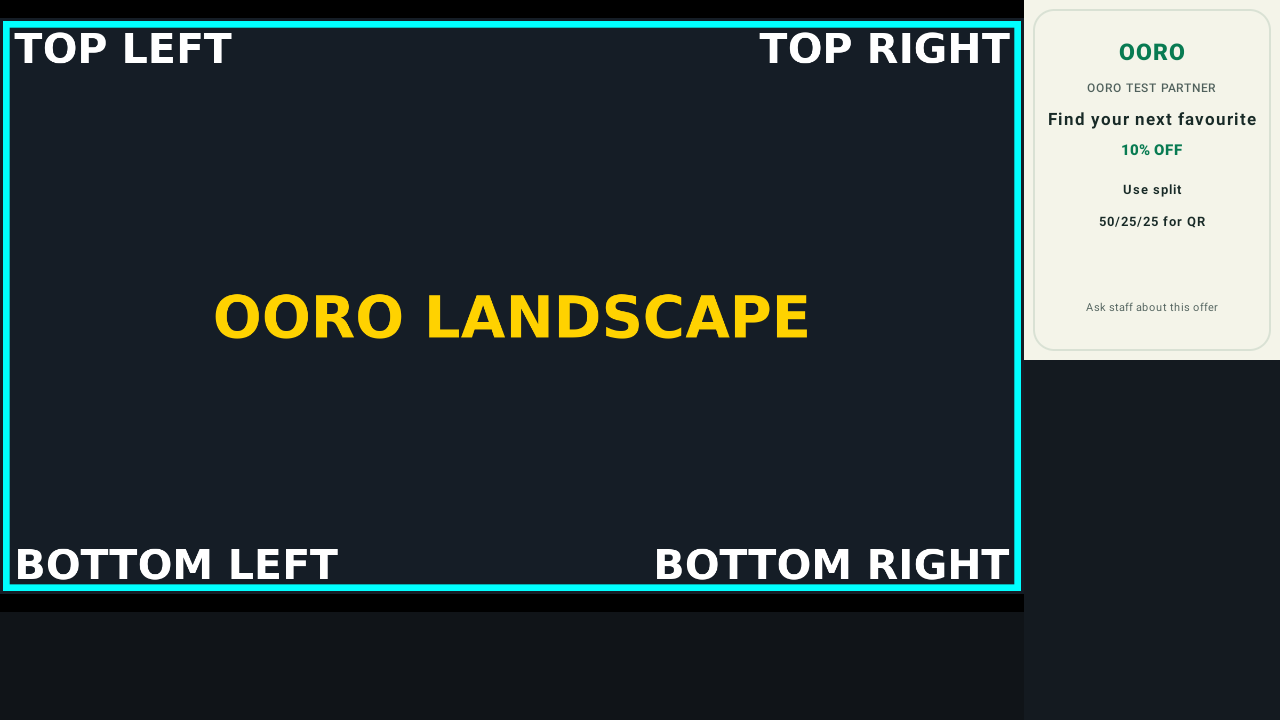 TOP LEFT
TOP RIGHT
OORO LANDSCAPE
BOTTOM LEFT
BOTTOM RIGHT
OORO
OORO TEST PARTNER
Find your next favourite
10% OFF
Use split
50/25/25 for QR
Ask staff about this offer